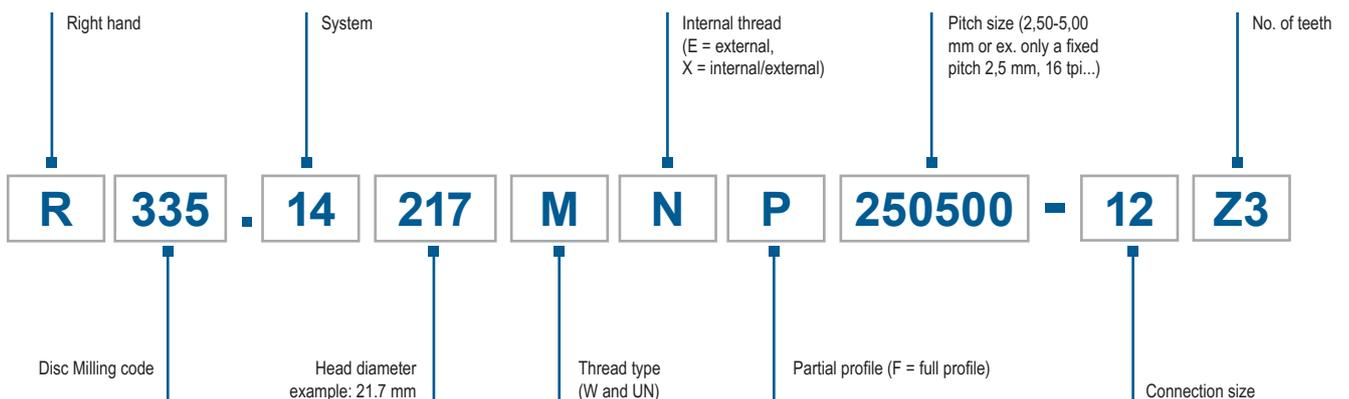 Right hand
System
Internal thread
(E = external,
X = internal/external)
Pitch size (2,50-5,00
mm or ex. only a fixed
pitch 2,5 mm, 16 tpi...)
No. of teeth
R 335 . 14 217 M N P 250500 - 12 Z3
Disc Milling code
Head diameter
example: 21.7 mm
Thread type
(W and UN)
Partial profile (F = full profile)
Connection size